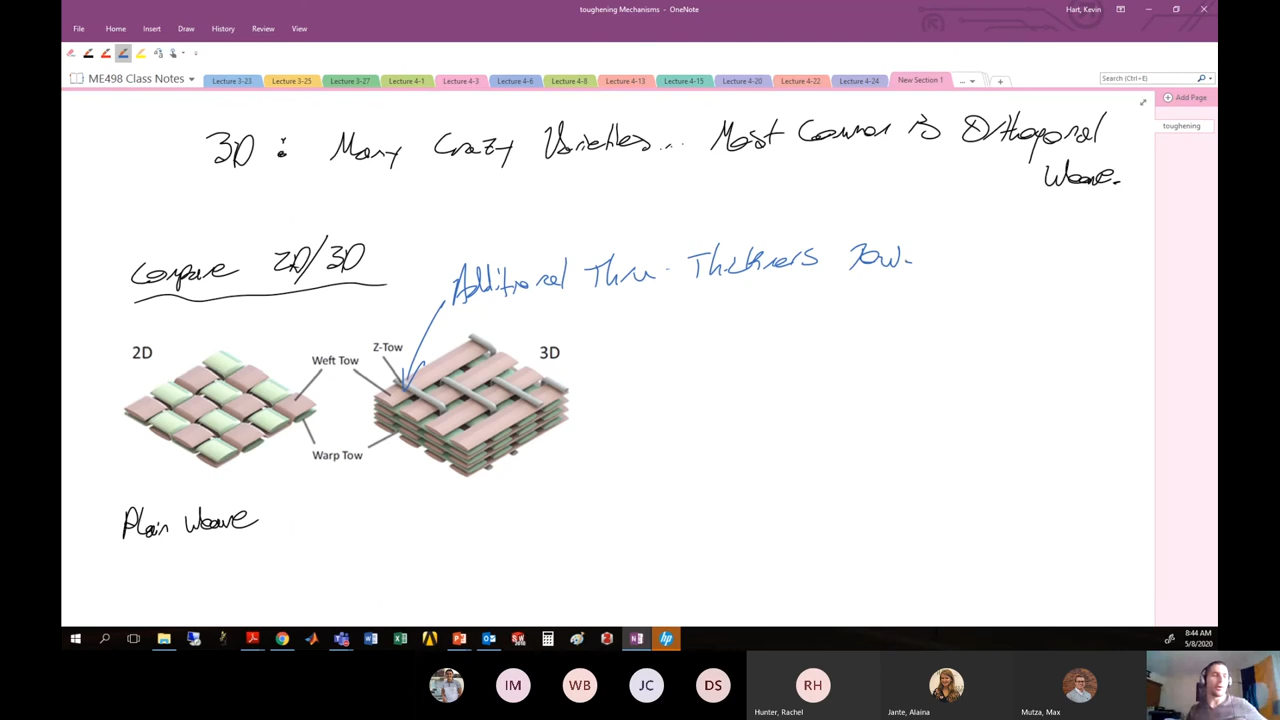 toughening Mechanisms - OneNote
Hart, Kevin
File Home Insert Draw History Review View
ME498 Class Notes
Lecture 3-23 Lecture 3-25 Lecture 3-27 Lecture 4-1 Lecture 4-3 Lecture 4-6 Lecture 4-8 Lecture 4-13 Lecture 4-15 Lecture 4-20 Lecture 4-22 Lecture 4-24 New Section 1 ...
Search (Ctrl+E)
Add Page
toughening
3D : Many Crazy Varieties... Most Common is Orthogonal
Weave.
Compare 2D/3D
Additional Thru-Thickness Tow.
2D
Weft Tow
Z-Tow
3D
Warp Tow
Plain Weave
8:44 AM
5/8/2020
IM WB JC DS RH
Hunter, Rachel
Jante, Alaina
Mutza, Max